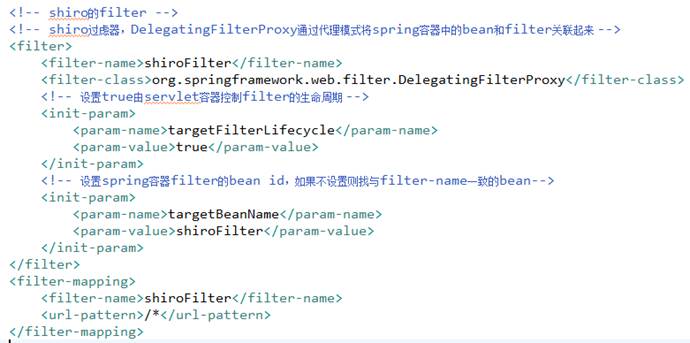 <!-- shiro的filter -->
<!-- shiro过虑器，DelegatingFilterProxy通过代理模式将spring容器中的bean和filter关联起来 -->
<filter>
<filter-name>shiroFilter</filter-name>
<filter-class>org.springframework.web.filter.DelegatingFilterProxy</filter-class>
<!-- 设置true由servlet容器控制filter的生命周期 -->
<init-param>
<param-name>targetFilterLifecycle</param-name>
<param-value>true</param-value>
</init-param>
<!-- 设置spring容器filter的bean id，如果不设置则找与filter-name一致的bean-->
<init-param>
<param-name>targetBeanName</param-name>
<param-value>shiroFilter</param-value>
</init-param>
</filter>
<filter-mapping>
<filter-name>shiroFilter</filter-name>
<url-pattern>/*</url-pattern>
</filter-mapping>